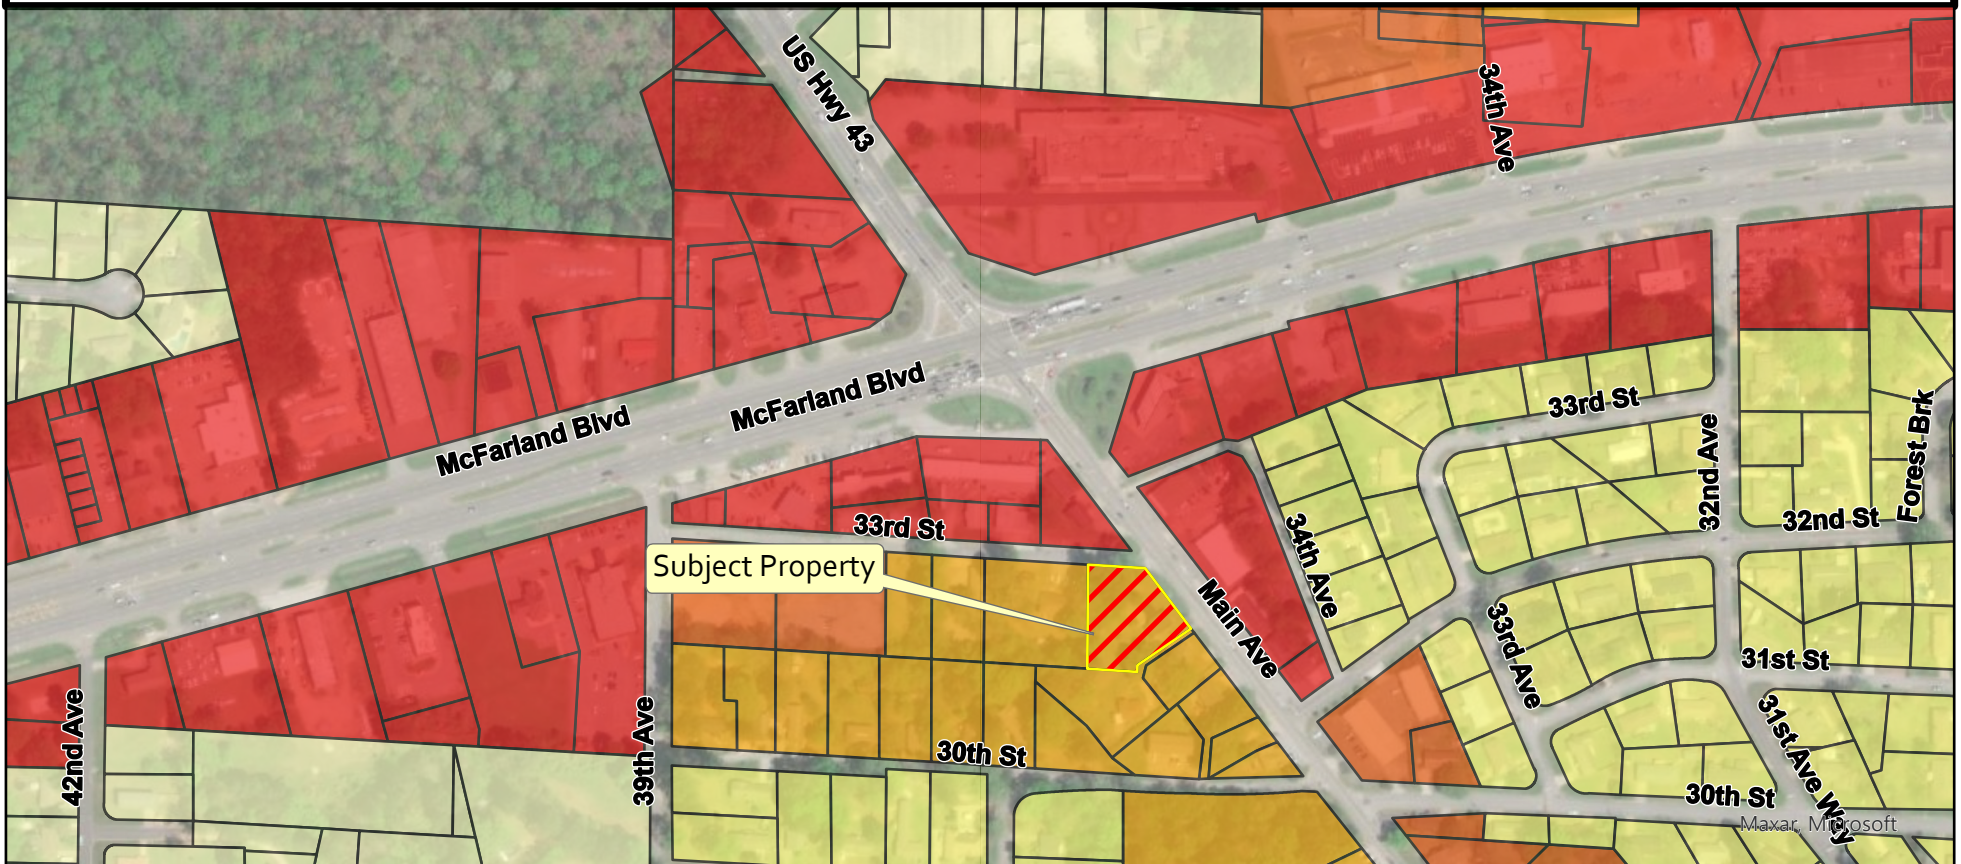 US Hwy 43
34th Ave
McFarland Blvd
McFarland Blvd
33rd St
32nd Ave
Forest Brk
32nd St
33rd St
34th Ave
Subject Property
Main Ave
33rd Ave
31st St
42nd Ave
39th Ave
30th St
31st Ave Wy
30th St
Maxar, Microsoft